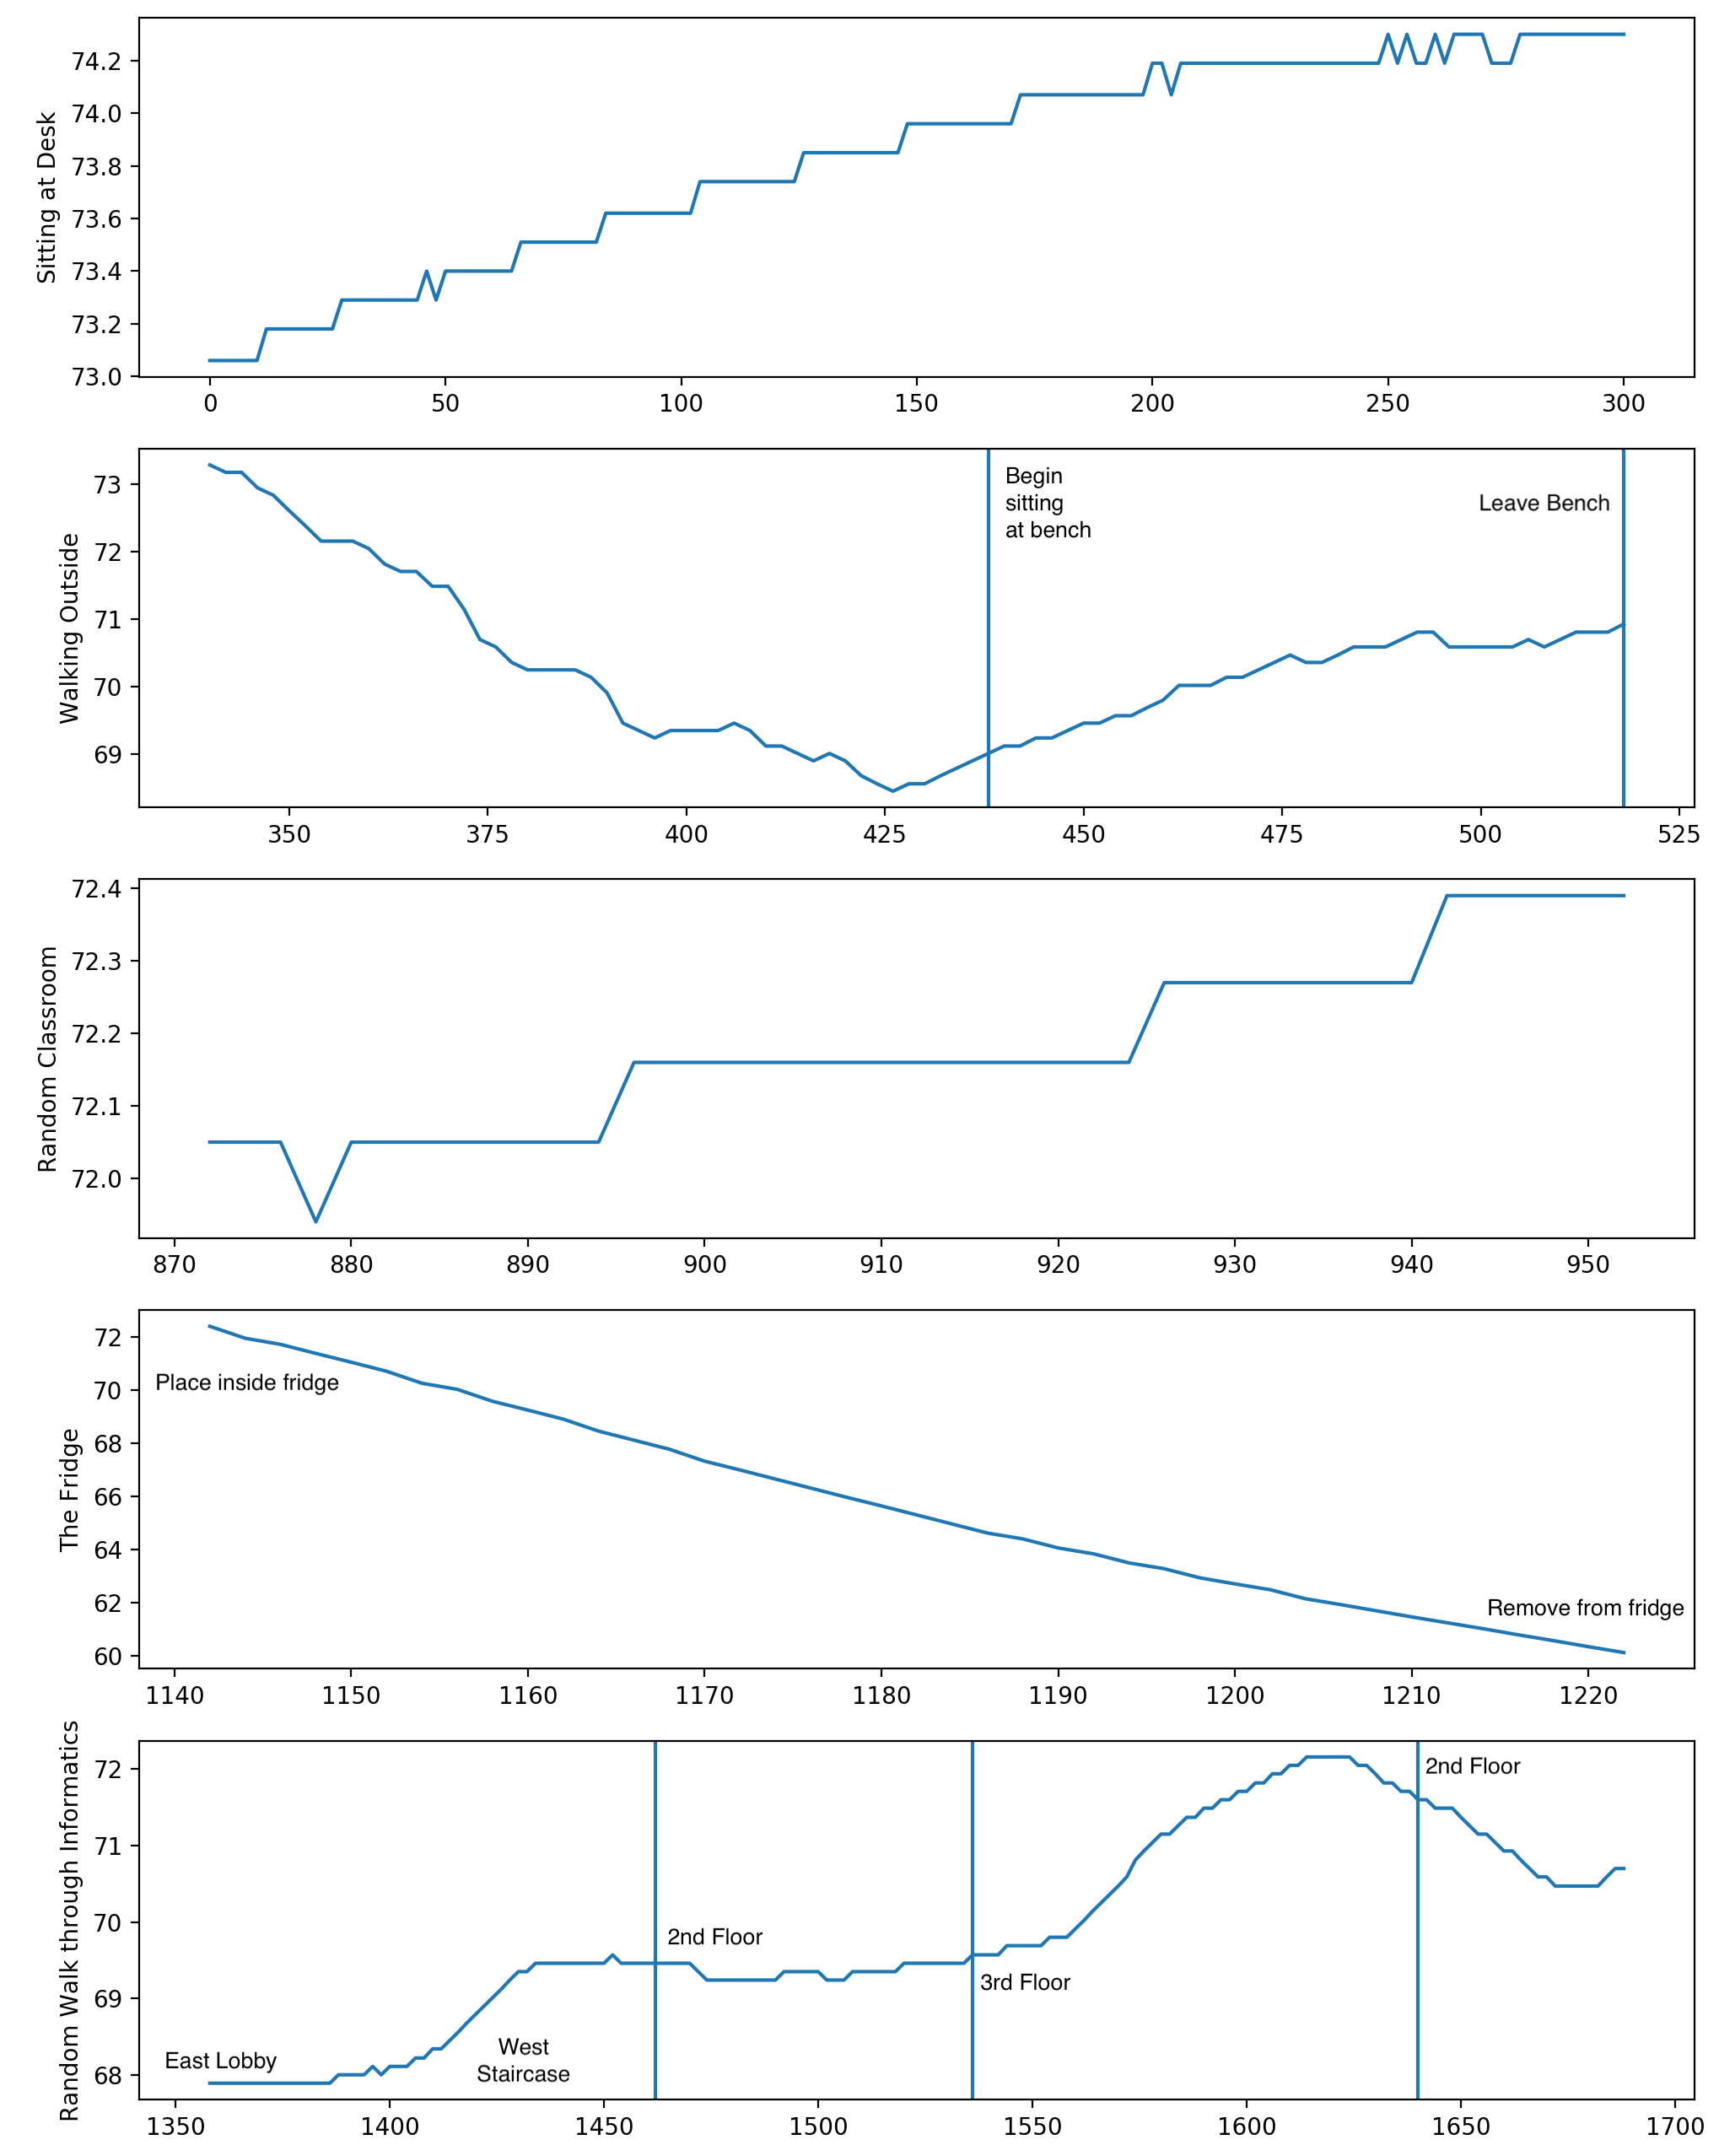 Sitting at Desk
74.2
74.0
73.8
73.6
73.4
73.2
73.0
0 50 100 150 200 250 300
Walking Outside
73
72
71
70
69
Begin
sitting
at bench
Leave Bench
350 375 400 425 450 475 500 525
Random Classroom
72.4
72.3
72.2
72.1
72.0
870 880 890 900 910 920 930 940 950
The Fridge
72
70
68
66
64
62
60
Place inside fridge
Remove from fridge
1140 1150 1160 1170 1180 1190 1200 1210 1220
Random Walk through Informatics
72
71
70
69
68
East Lobby
West
Staircase
2nd Floor
3rd Floor
2nd Floor
1350 1400 1450 1500 1550 1600 1650 1700